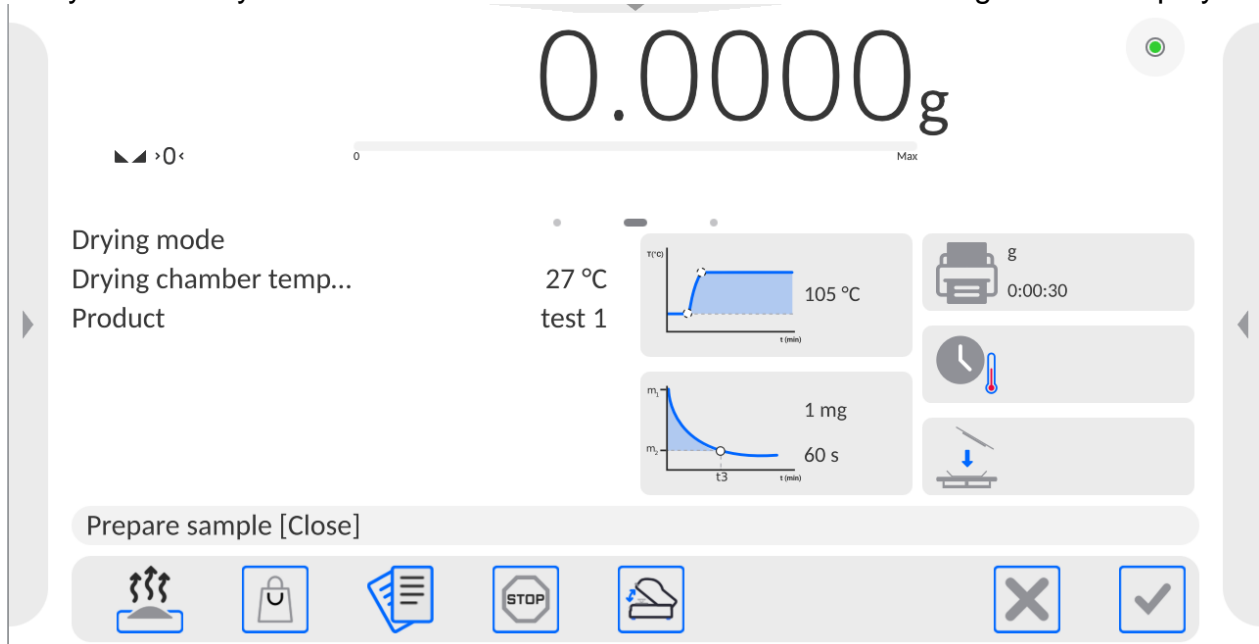 0.0000g
›0‹
0 Max
Drying mode
Drying chamber temp... 27 °C
Product test 1
T(°C)
105 °C
t (min)
g
0:00:30
m1
1 mg
m2
60 s
t3 t (min)
Prepare sample [Close]
STOP